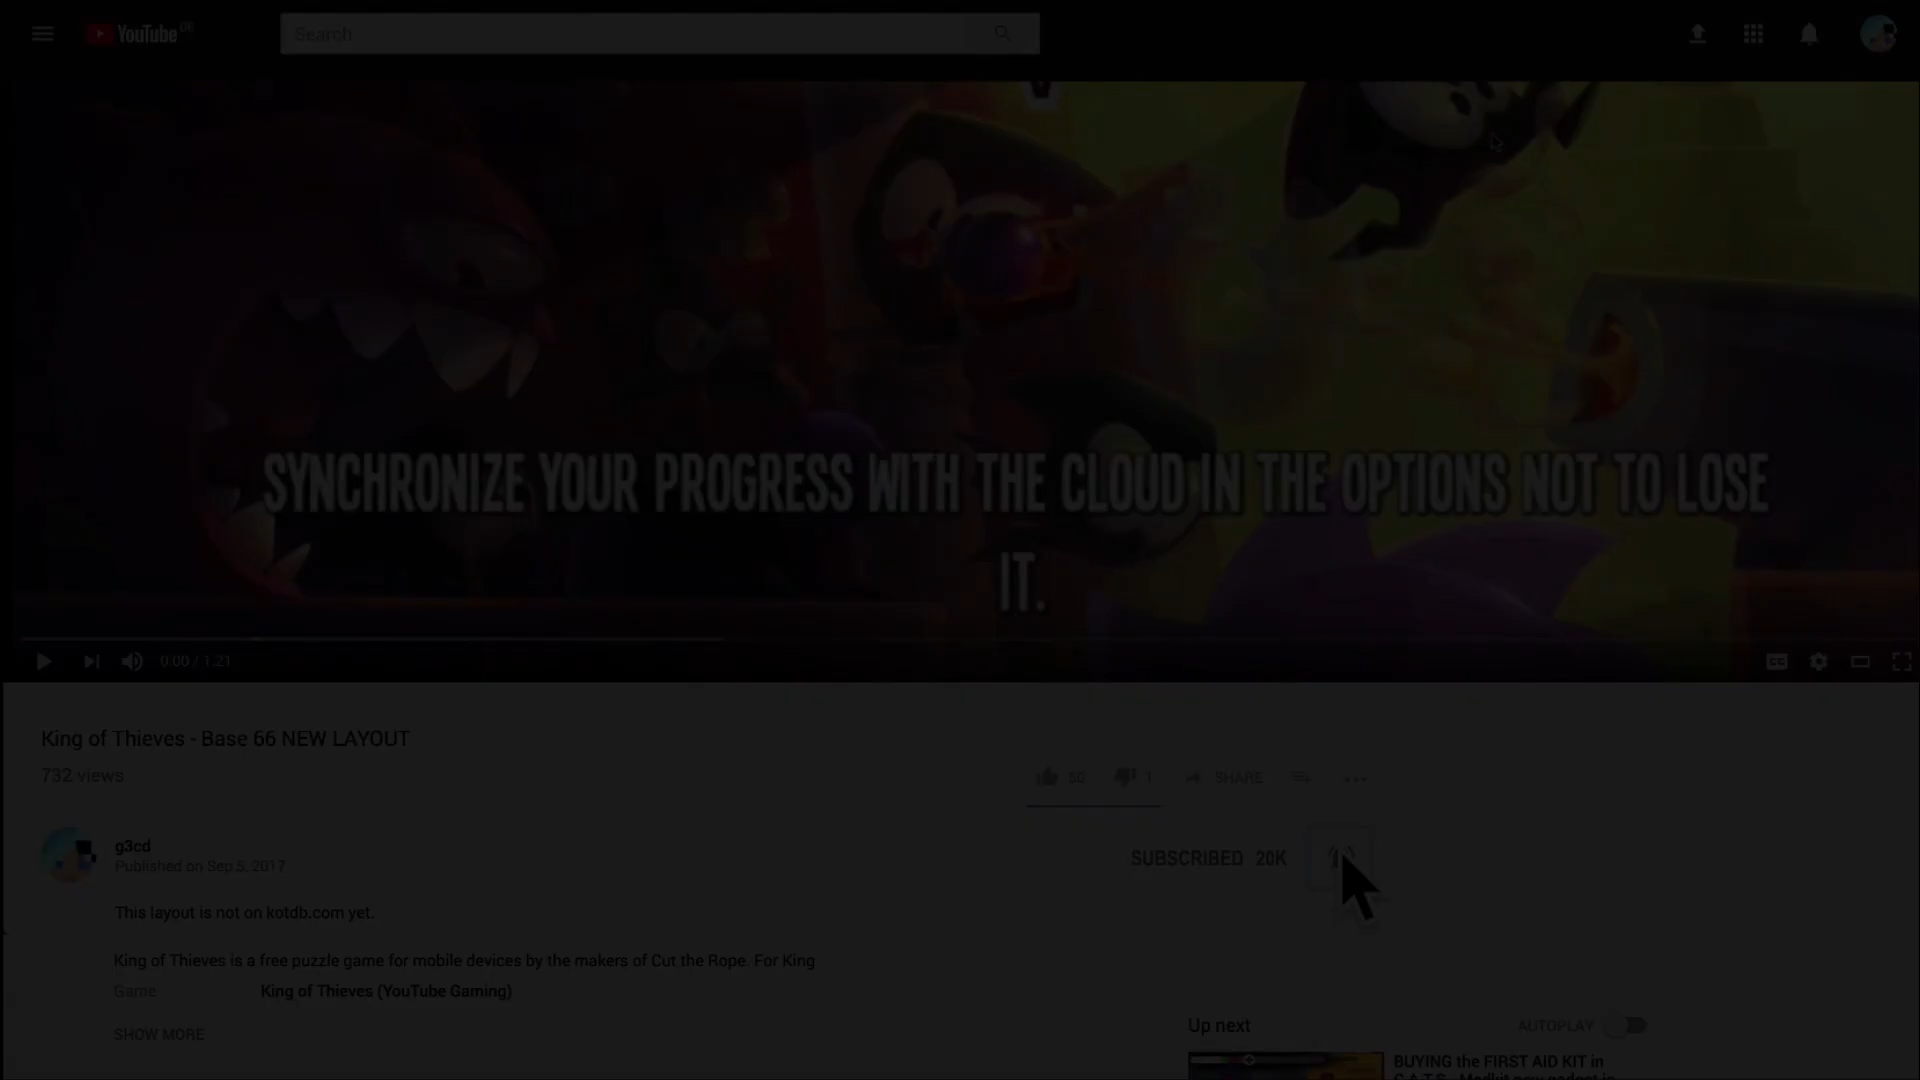 YouTube DE
Search
SYNCHRONIZE YOUR PROGRESS WITH THE CLOUD IN THE OPTIONS NOT TO LOSE
IT.
0:00 / 1:21
CC
King of Thieves - Base 66 NEW LAYOUT
732 views
50 1 SHARE
g3cd
Published on Sep 5, 2017
SUBSCRIBED 20K
This layout is not on kotdb.com yet.
King of Thieves is a free puzzle game for mobile devices by the makers of Cut the Rope. For King
Game
King of Thieves (YouTube Gaming)
SHOW MORE
Up next
AUTOPLAY
BUYING the FIRST AID KIT in